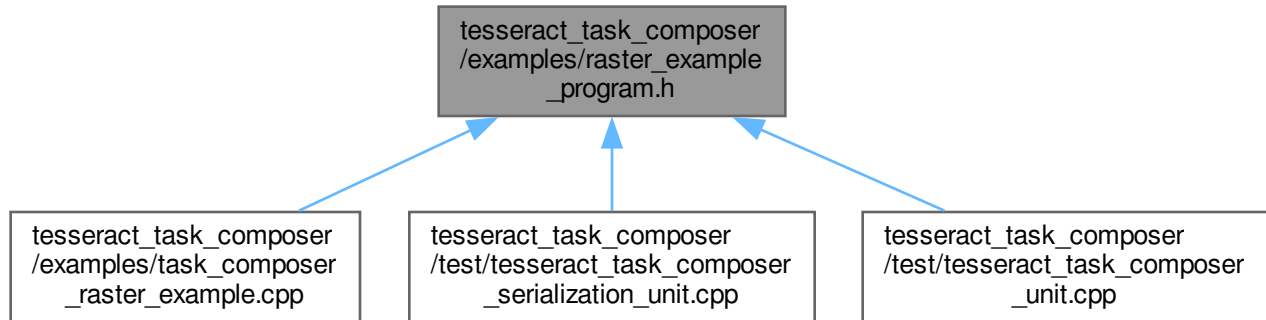 tesseract_task_composer
/examples/raster_example
_program.h
tesseract_task_composer
/examples/task_composer
_raster_example.cpp
tesseract_task_composer
/test/tesseract_task_composer
_serialization_unit.cpp
tesseract_task_composer
/test/tesseract_task_composer
_unit.cpp